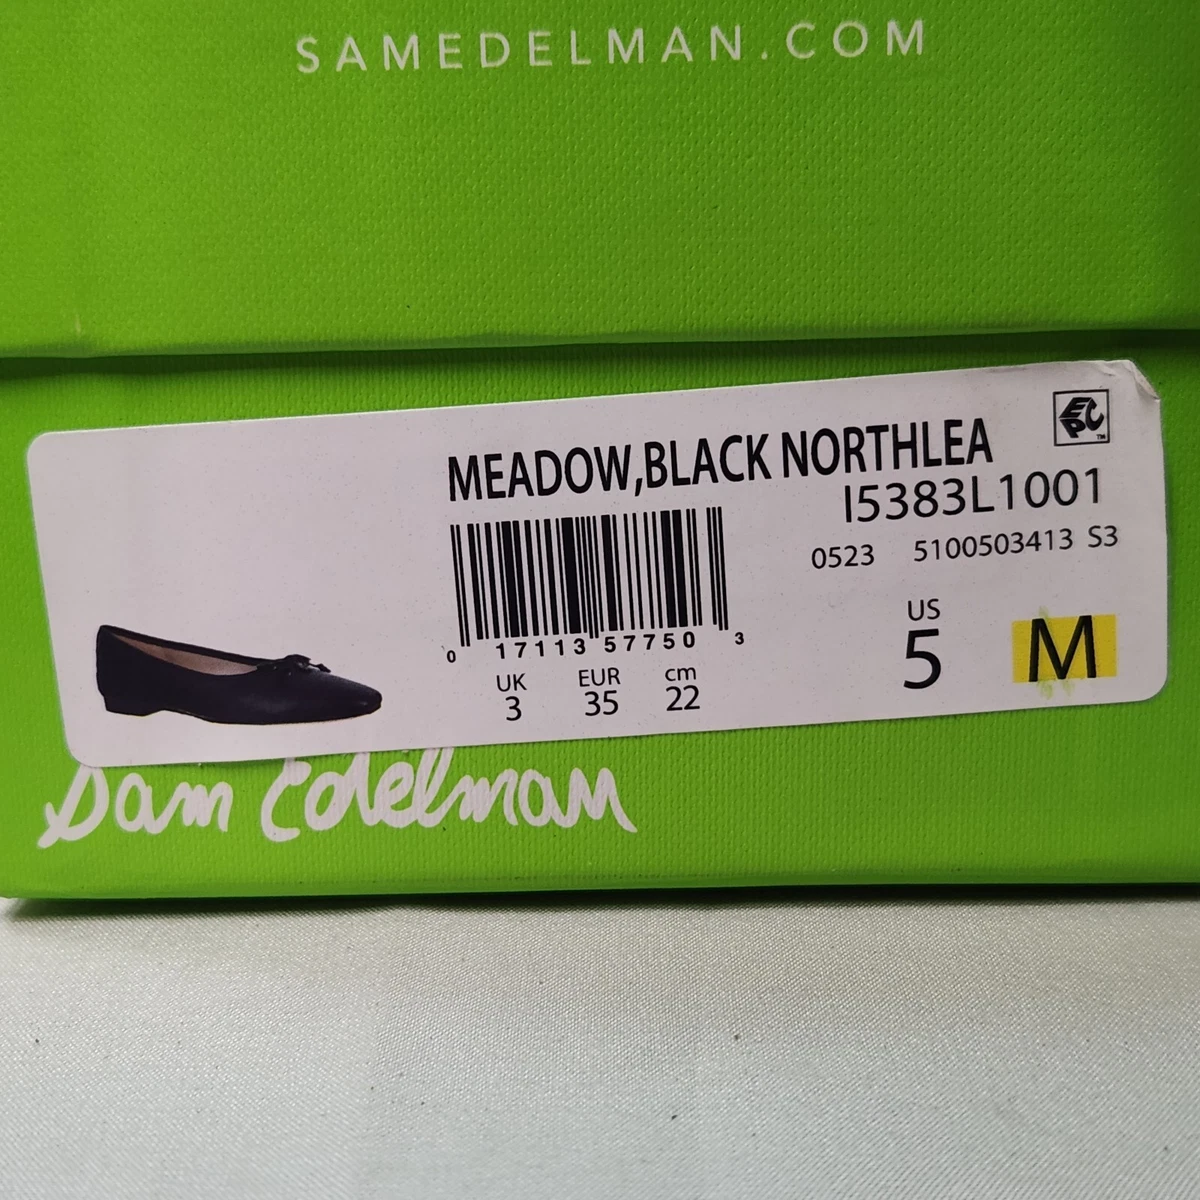 SAMEDELMAN.COM
MEADOW,BLACK NORTHLEA
EPC™
I5383L1001
0523 5100503413 S3
0 17113 57750 3
UK EUR cm
3 35 22
US
5 M
Sam Edelman